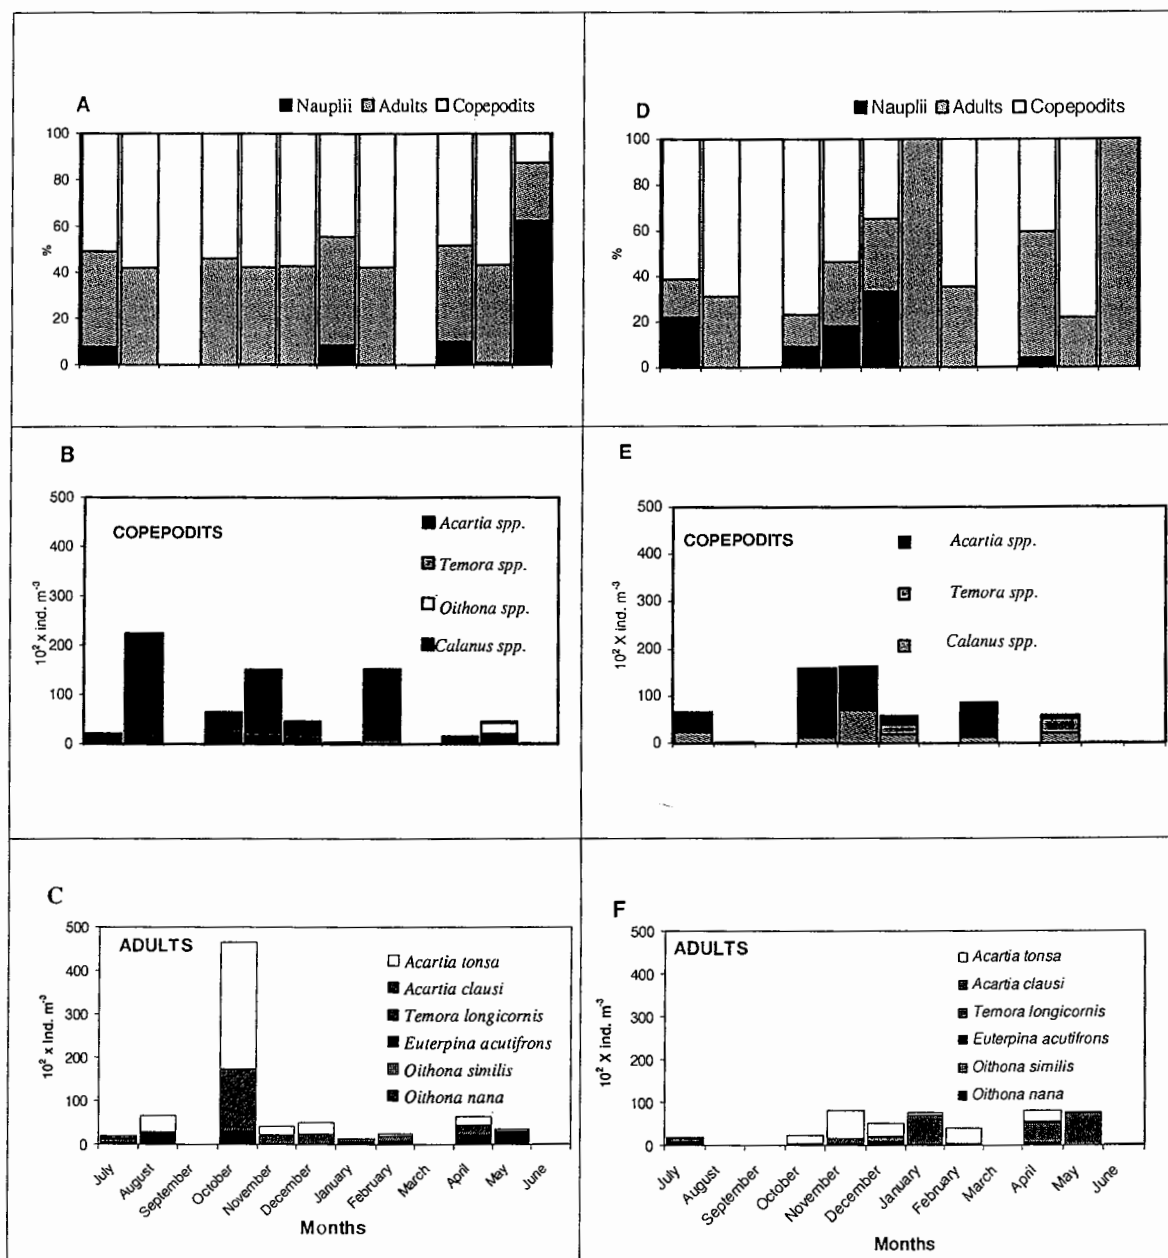 A
■ Nauplii ▩ Adults □ Copepodits
100
80
60
40
20
0
%
D
■ Nauplii ▩ Adults □ Copepodits
100
80
60
40
20
0
%
B
500
400
300
200
100
0
10² x ind. m⁻³
COPEPODITS
Acartia spp.
Temora spp.
Oithona spp.
Calanus spp.
E
500
400
300
200
100
0
10² X ind. m⁻³
COPEPODITS
Acartia spp.
Temora spp.
Calanus spp.
C
500
400
300
200
100
0
10² x Ind. m⁻³
ADULTS
Acartia tonsa
Acartia clausi
Temora longicornis
Euterpina acutifrons
Oithona similis
Oithona nana
July
August
September
October
November
December
January
February
March
April
May
June
Months
F
500
400
300
200
100
0
10² X Ind. m⁻³
ADULTS
Acartia tonsa
Acartia clausi
Temora longicornis
Euterpina acutifrons
Oithona similis
Oithona nana
July
August
September
October
November
December
January
February
March
April
May
June
Months